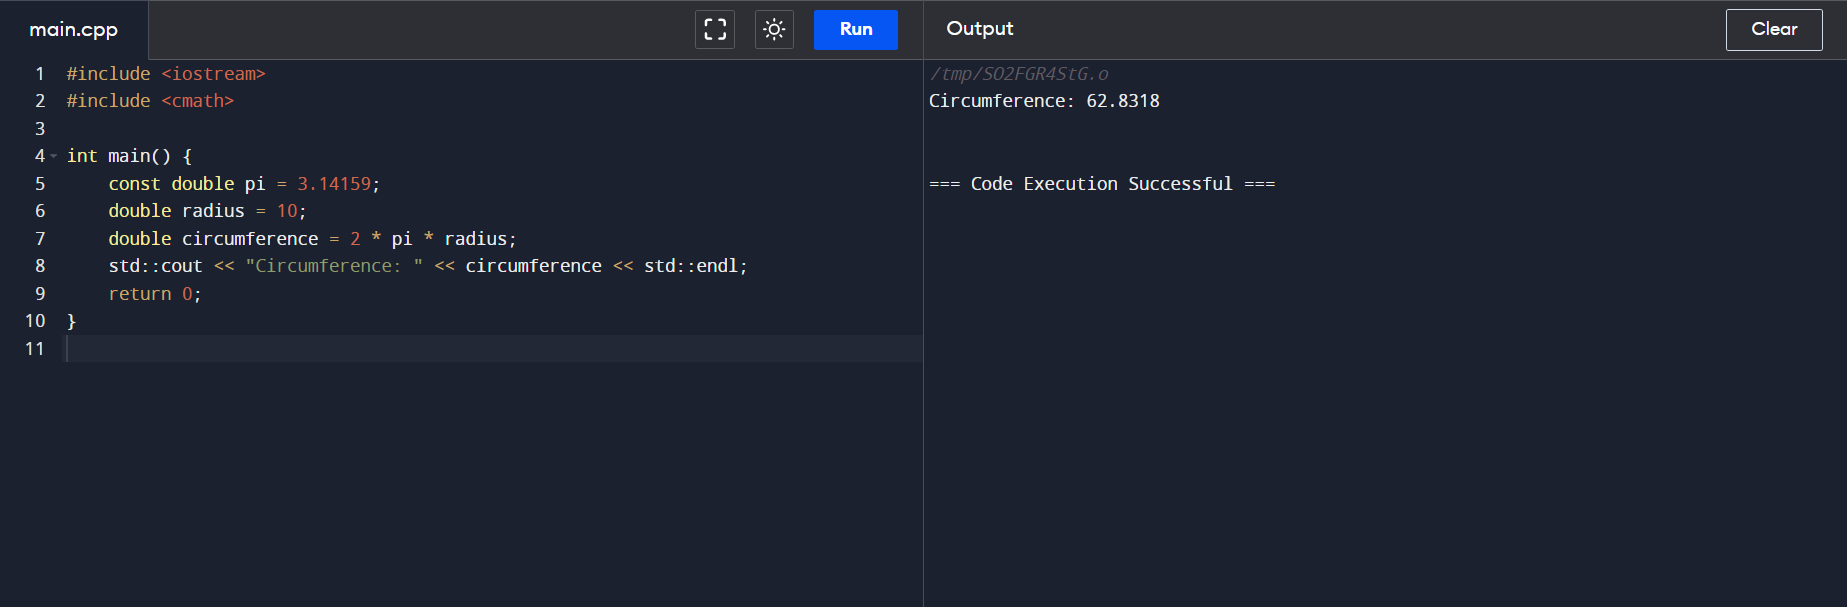 main.cpp
Run
Output
Clear
1 #include <iostream>
2 #include <cmath>
3
4 int main() {
5     const double pi = 3.14159;
6     double radius = 10;
7     double circumference = 2 * pi * radius;
8     std::cout << "Circumference: " << circumference << std::endl;
9     return 0;
10 }
11
/tmp/SO2FGR4StG.o
Circumference: 62.8318
=== Code Execution Successful ===